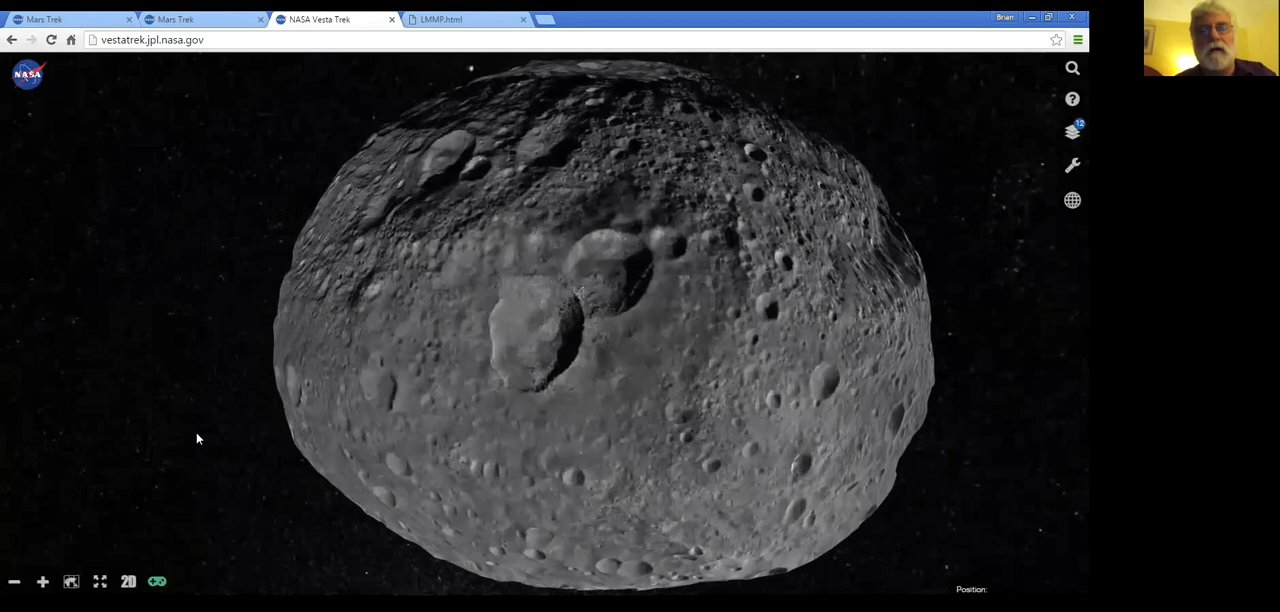 Mars Trek
Mars Trek
NASA Vesta Trek
LMMP.html
Brian
vestatrek.jpl.nasa.gov
NASA
12
2D
Position: